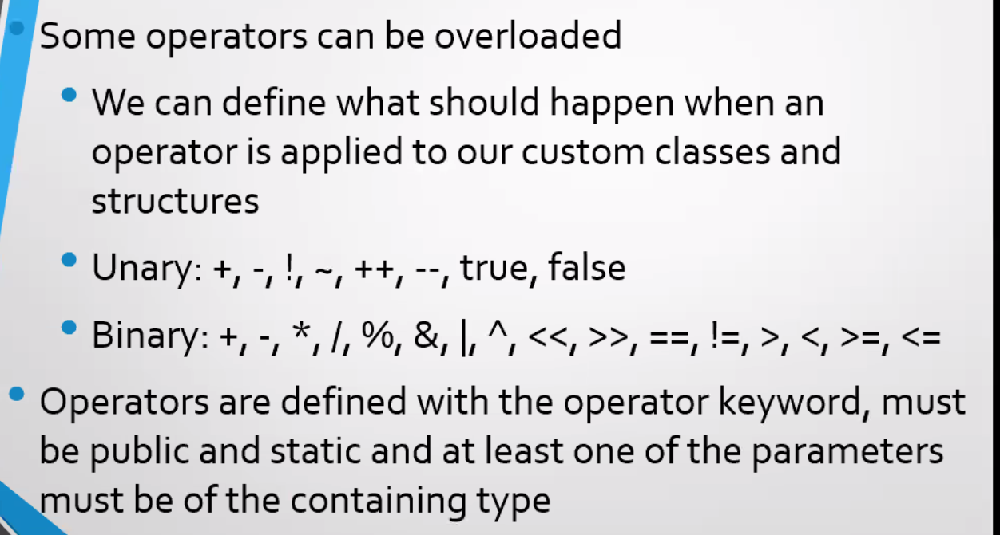 Some operators can be overloaded
We can define what should happen when an
operator is applied to our custom classes and
structures
Unary: +, -, !, ~, ++, --, true, false
Binary: +, -, *, /, %, &, |, ^, <<, >>, ==, !=, >, <, >=, <=
Operators are defined with the operator keyword, must
be public and static and at least one of the parameters
must be of the containing type